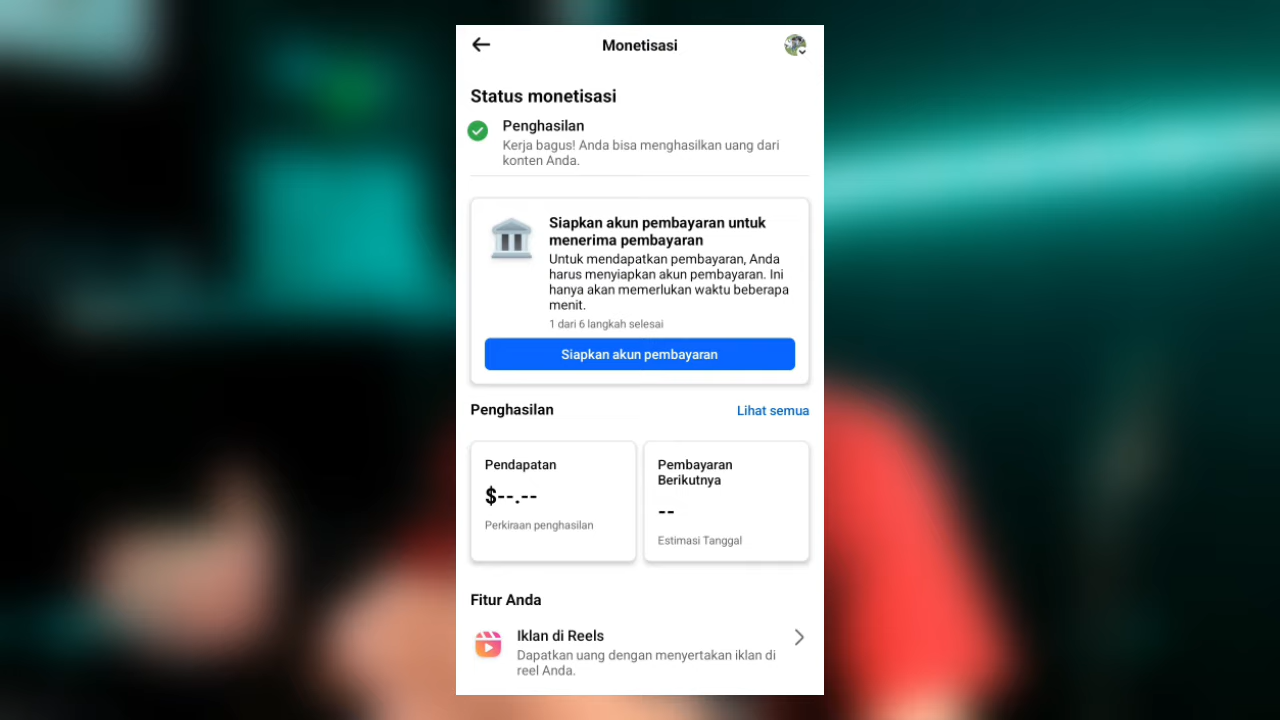 Monetisasi
Status monetisasi
Penghasilan
Kerja bagus! Anda bisa menghasilkan uang dari
konten Anda.
Siapkan akun pembayaran untuk
menerima pembayaran
Untuk mendapatkan pembayaran, Anda
harus menyiapkan akun pembayaran. Ini
hanya akan memerlukan waktu beberapa
menit.
1 dari 6 langkah selesai
Siapkan akun pembayaran
Penghasilan
Lihat semua
Pendapatan
$--.--
Perkiraan penghasilan
Pembayaran
Berikutnya
--
Estimasi Tanggal
Fitur Anda
Iklan di Reels
Dapatkan uang dengan menyertakan iklan di
reel Anda.